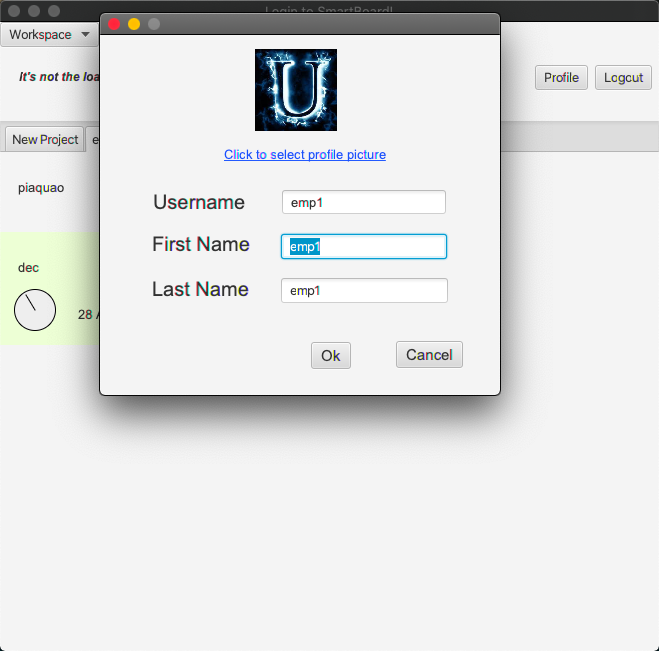 Login to SmartBoard!
Workspace
It's not the loa
Profile
Logout
New Project
e
piaquao
dec
28 A
U
Click to select profile picture
Username
emp1
First Name
emp1
Last Name
emp1
Ok
Cancel